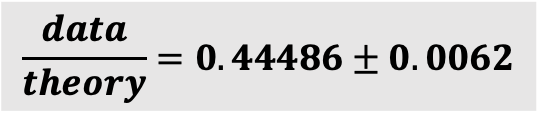 data
theory = 0.44486 ± 0.0062